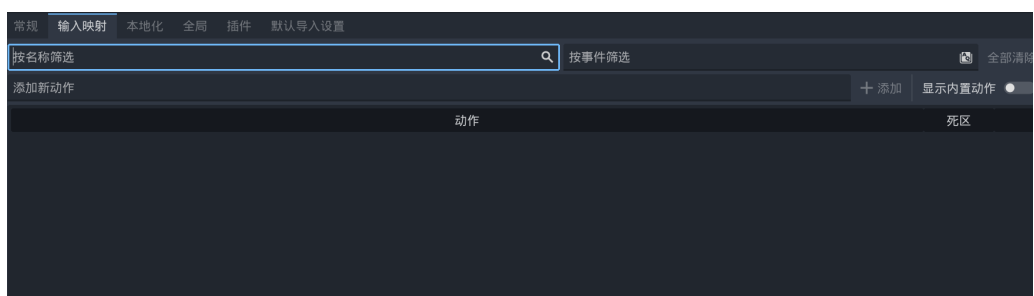 常规 输入映射 本地化 全局 插件 默认导入设置
按名称筛选 按事件筛选 全部清除
添加新动作 添加 显示内置动作
动作 死区